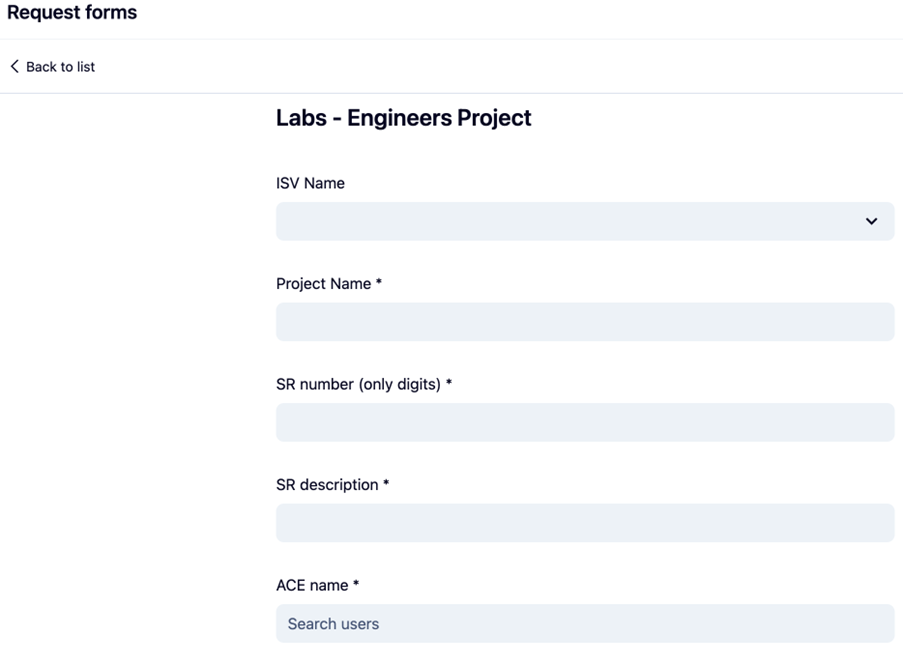 Request forms
Back to list
Labs - Engineers Project
ISV Name
Project Name *
SR number (only digits) *
SR description *
ACE name *
Search users